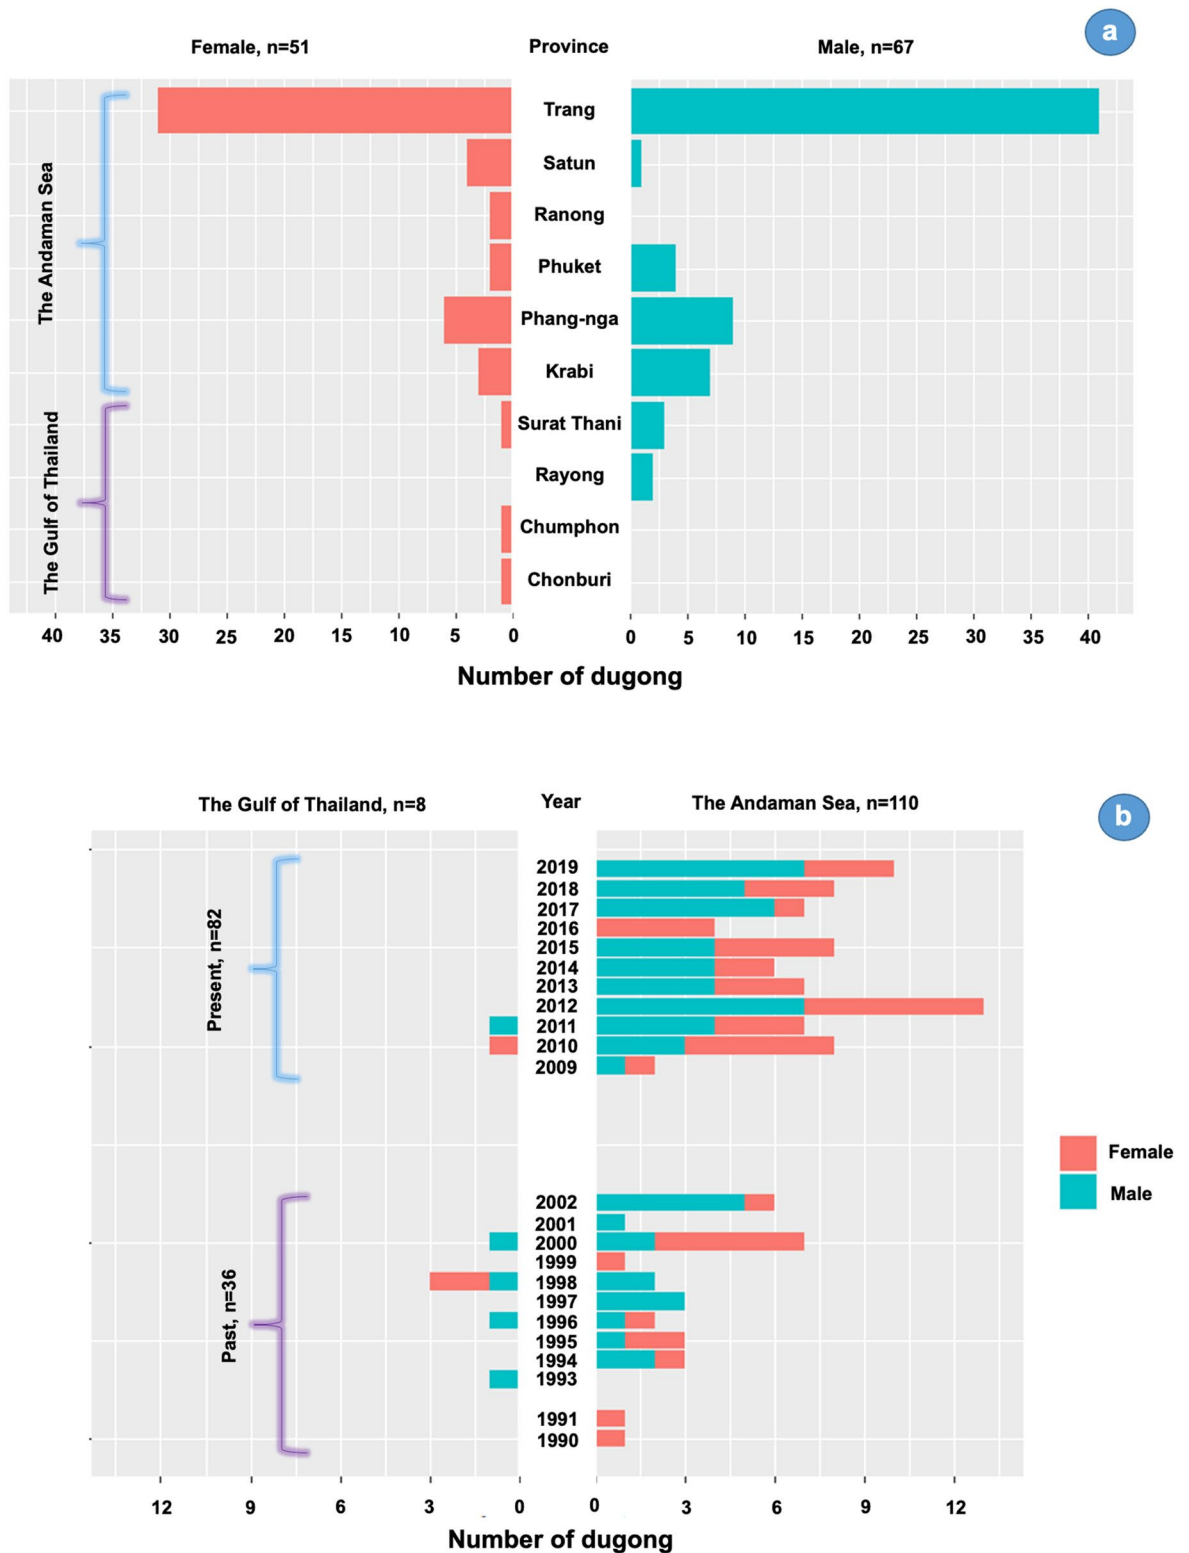 a
Female, n=51 Province Male, n=67
The Andaman Sea
The Gulf of Thailand
Trang
Satun
Ranong
Phuket
Phang-nga
Krabi
Surat Thani
Rayong
Chumphon
Chonburi
40 35 30 25 20 15 10 5 0 0 5 10 15 20 25 30 35 40
Number of dugong
b
The Gulf of Thailand, n=8 Year The Andaman Sea, n=110
Present, n=82
2019
2018
2017
2016
2015
2014
2013
2012
2011
2010
2009
Past, n=36
2002
2001
2000
1999
1998
1997
1996
1995
1994
1993
1991
1990
Female
Male
12 9 6 3 0 0 3 6 9 12
Number of dugong